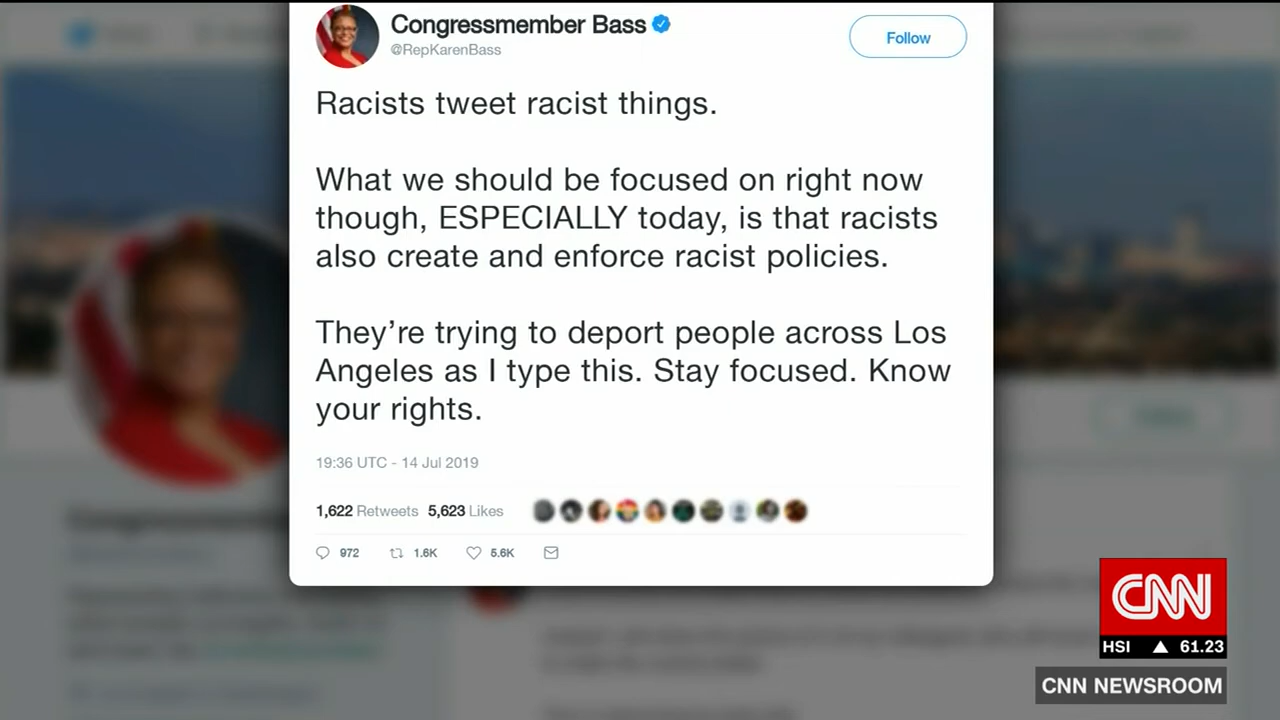 Congressmember Bass
@RepKarenBass
Follow
Racists tweet racist things.
What we should be focused on right now
though, ESPECIALLY today, is that racists
also create and enforce racist policies.
They're trying to deport people across Los
Angeles as I type this. Stay focused. Know
your rights.
19:36 UTC - 14 Jul 2019
1,622 Retweets 5,623 Likes
972 1.6K 5.6K
CNN
HSI ▲ 61.23
CNN NEWSROOM